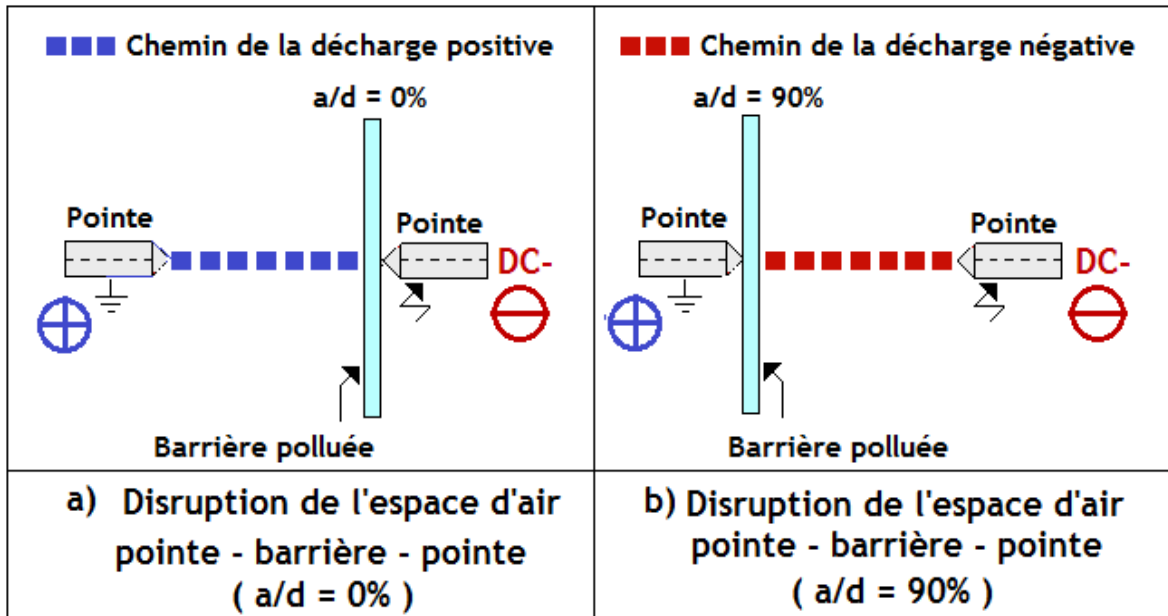 Chemin de la décharge positive
a/d = 0%
Pointe
Pointe
DC-
Barrière polluée
a) Disruption de l'espace d'air
pointe - barrière - pointe
( a/d = 0% )
Chemin de la décharge négative
a/d = 90%
Pointe
Pointe
DC-
Barrière polluée
b) Disruption de l'espace d'air
pointe - barrière - pointe
( a/d = 90% )